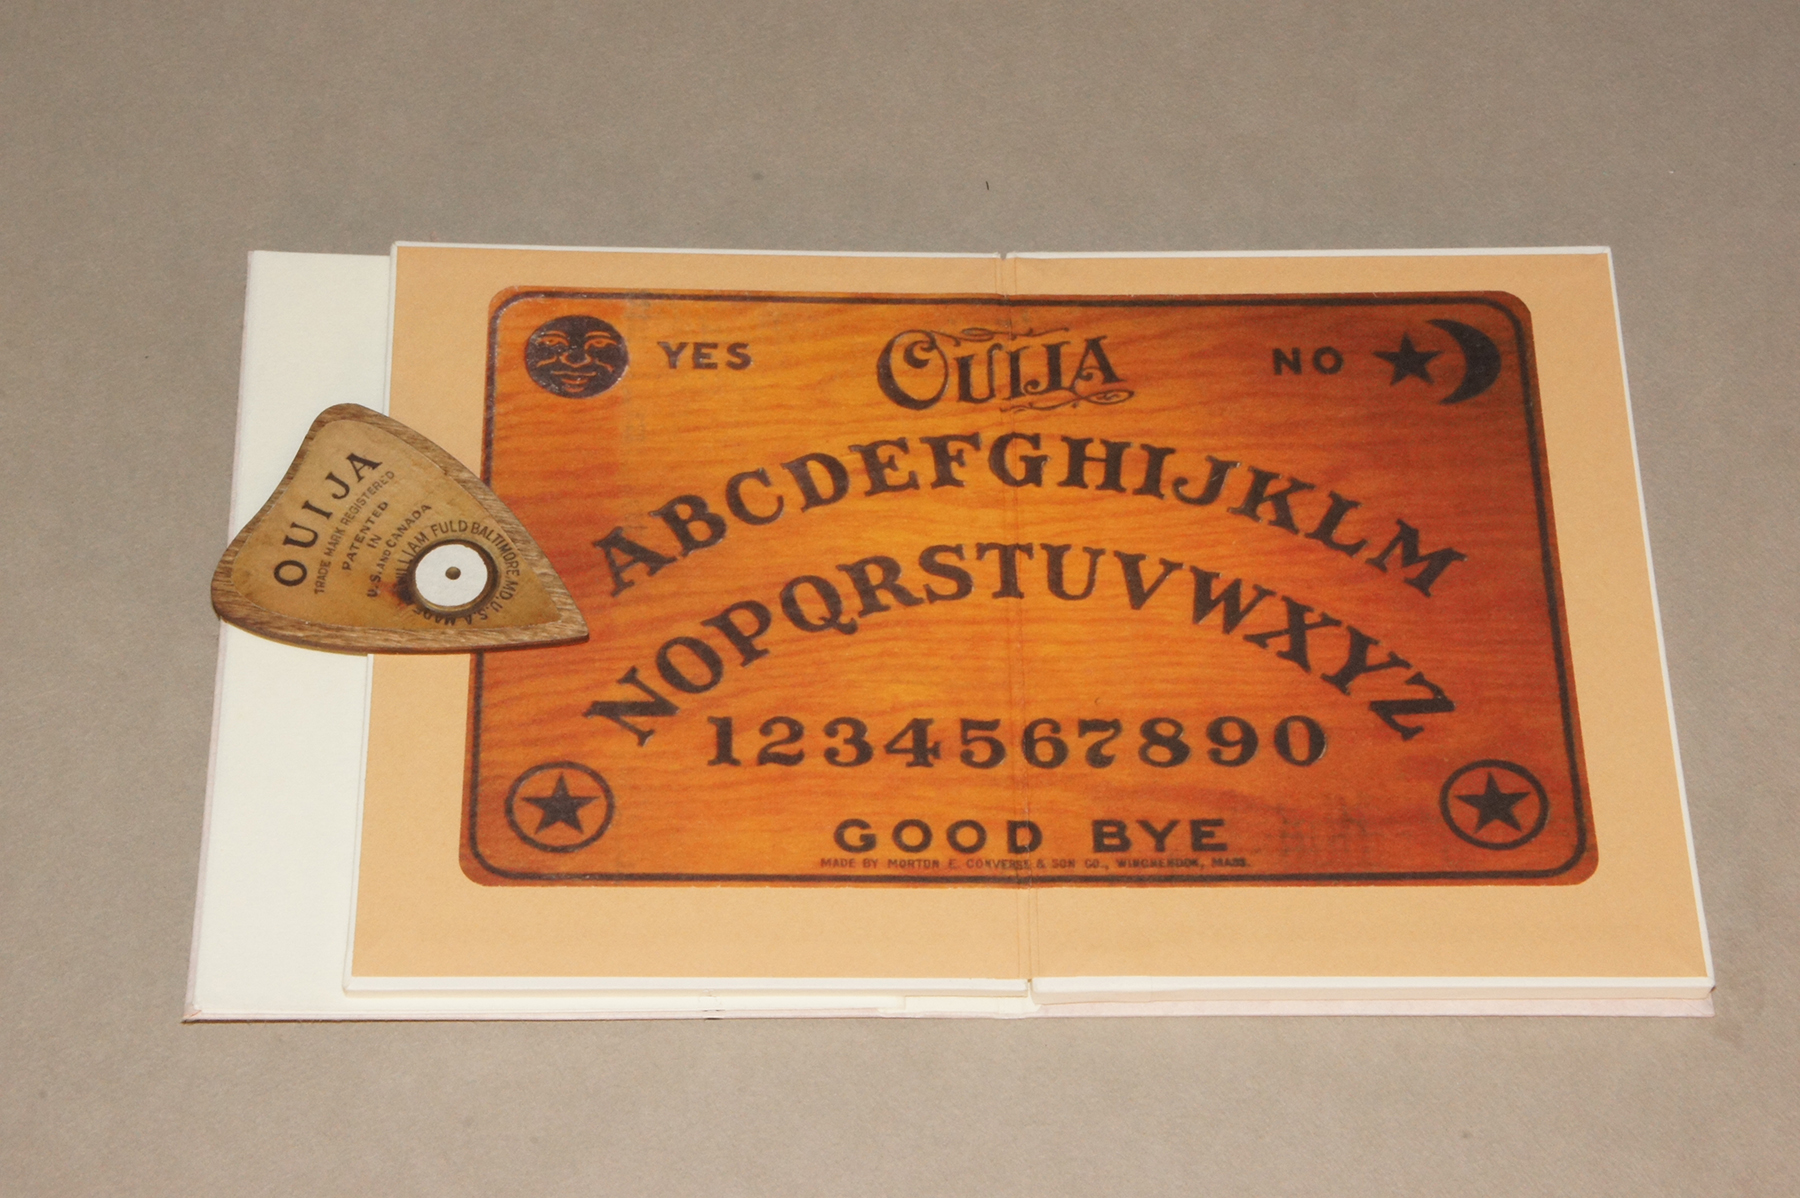 YES OUIJA NO
ABCDEFGHIJKLM
NOPQRSTUVWXYZ
1234567890
GOOD BYE
MADE BY MORTON E. CONVERSE & SON CO., WINCHENDON, MASS.
OUIJA
TRADE MARK REGISTERED
PATENTED
IN
U.S. AND CANADA
WILLIAM FULD BALTIMORE, MD. U.S.A. MADE